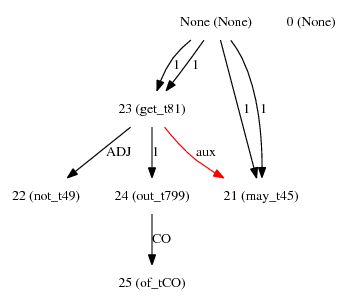 None (None) 0 (None)
1 1 1 1
23 (get_t81)
ADJ 1 aux
22 (not_t49) 24 (out_t799) 21 (may_t45)
CO
25 (of_tCO)